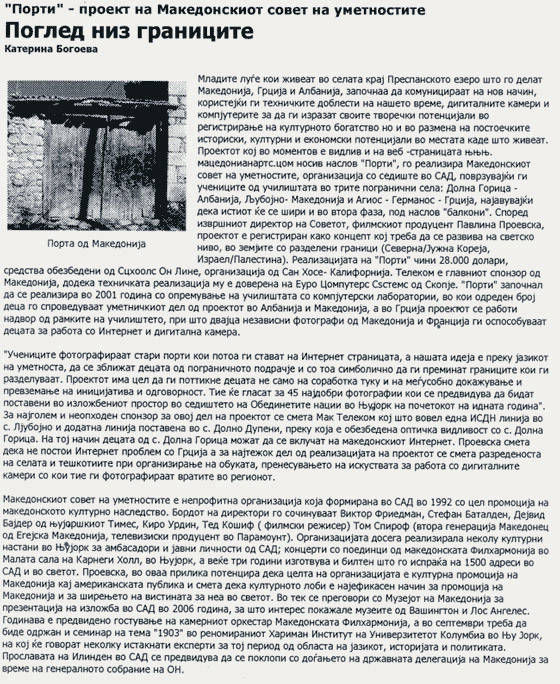 "Порти" - проект на Македонскиот совет на уметностите
Поглед низ границите
Катерина Богоева
Младите луѓе кои живеат во селата крај Преспанското езеро што го делат
Македонија, Грција и Албанија, започнаа да комуницираат на нов начин,
користејќи ги техничките доблести на нашето време, дигиталните камери и
компјутерите за да ги изразат своите творечки потенцијали во
регистрирање на културното богатство но и во размена на постоечките
историски, културни и економски потенцијали во местата каде што живеат.
Проектот кој во моментов е видлив и на веб -страницата њњњ.
мацедонианартс.цом носив наслов "Порти", го реализира Македонскиот
совет на уметностите, организација со седиште во САД, поврзувајќи ги
учениците од училиштата во трите погранични села: Долна Горица -
Албанија, Љубојно- Македонија и Агиос - Германос - Грција, најавувајќи
дека истиот ќе се шири и во втора фаза, под наслов "балкони". Според
извршниот директор на Советот, филмскиот продуцент Павлина Проевска,
проектот е регистриран како концепт кој треба да се развива на светско
ниво, во земјите со разделени граници (Северна/Јужна Кореја,
Израел/Палестина). Реализацијата на "Порти" чини 28.000 долари,
Порта од Македонија
средства обезбедени од Сцхоолс Он Лине, организација од Сан Хосе- Калифорнија. Телеком е главниот спонзор од
Македонија, додека техничката реализација му е доверена на Еуро Цомпутерс Сѕстемс од Скопје. "Порти" започнал
да се реализира во 2001 година со опремување на училиштата со компјутерски лаборатории, во кои одреден број
деца го спроведуваат уметничкиот дел од проектот во Албанија и Македонија, а во Грција проектот се работи
надвор од рамките на училиштето, при што двајца независни фотографи од Македонија и Франција ги оспособуваат
децата за работа со Интернет и дигитална камера.
"Учениците фотографираат стари порти кои потоа ги стават на Интернет страницата, а нашата идеја е преку јазикот
на уметноста, да се зближат децата од пограничното подрачје и со тоа симболично да ги преминат границите кои ги
разделуваат. Проектот има цел да ги поттикне децата не само на соработка туку и на меѓусобно докажување и
превземање на иницијатива и одговорност. Тие ќе гласат за 45 најдобри фотографии кои се предвидува да бидат
поставени во изложбениот простор во седиштето на Обединетите нации во Њујорк на почетокот на идната година".
За најголем и неопходен спонзор за овој дел на проектот се смета Мак Телеком кој што вовел една ИСДН линија во
с. Љубојно и додатна линија поставена во с. Долно Дупени, преку која е обезбедена оптичка видливост со с. Долна
Горица. На тој начин децата од с. Долна Горица можат да се вклучат на македонскиот Интернет. Проевска смета
дека не постои Интернет проблем со Грција а за најтежок дел од реализацијата на проектот се смета разреденоста
на селата и тешкотиите при организирање на обуката, пренесувањето на искуствата за работа со дигиталните
камери со кои тие ги фотографираат вратите во регионот.
Македонскиот совет на уметностите е непрофитна организација која формирана во САД во 1992 со цел промоција на
македонското културно наследство. Бордот на директори го сочинуваат Виктор Фриедман, Стефан Баталден, Дејвид
Бајдер од њујоршкиот Тимес, Киро Урдин, Тед Кошиф ( филмски режисер) Том Спироф (втора генерација Македонец
од Егејска Македонија, телевизиски продуцент во Парамоунт). Организацијата досега реализирала неколку културни
настани во Њујорк за амбасадори и јавни личности од САД; концерти со поединци од македонската Филхармонија во
Малата сала на Карнеги Холл, во Њујорк, а веќе три години изготвува и билтен што го испраќа на 1500 адреси во
САД и во светот. Проевска, во оваа прилика потенцира дека целта на организацијата е културна промоција на
Македонија кај американската публика и смета дека културното лоби е најефикасен начин за промоција на
Македонија и за ширењето на вистината за неа во светот. Во тек се преговори со Музејот на Македонија за
презентација на изложба во САД во 2006 година, за што интерес покажале музеите од Вашингтон и Лос Ангелес.
Годинава е предвидено гостување на камерниот оркестар Македонската Филхармонија, а во септември треба да
биде одржан и семинар на тема "1903" во реномираниот Хариман Институт на Универзитетот Колумбиа во Њу Јорк,
на кој ќе говорат неколку истакнати експерти за тој период од областа на јазикот, историјата и политиката.
Прославата на Илинден во САД се предвидува да се поклопи со доѓањето на државната делегација на Македонија за
време на генералното собрание на ОН.